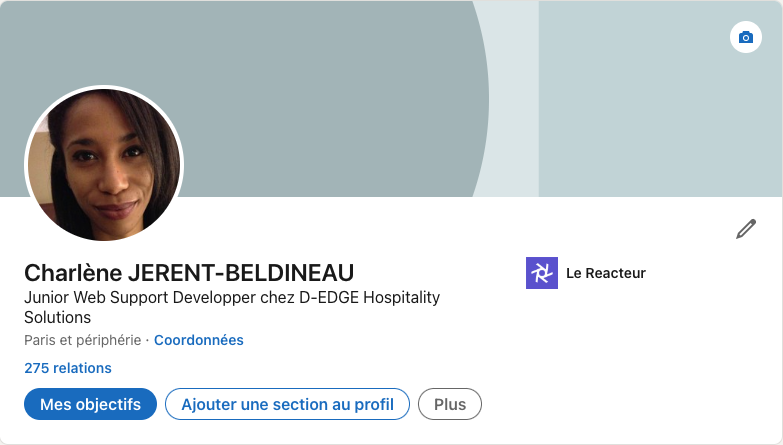 Charlène JERENT-BELDINEAU
Le Reacteur
Junior Web Support Developper chez D-EDGE Hospitality
Solutions
Paris et périphérie · Coordonnées
275 relations
Mes objectifs
Ajouter une section au profil
Plus